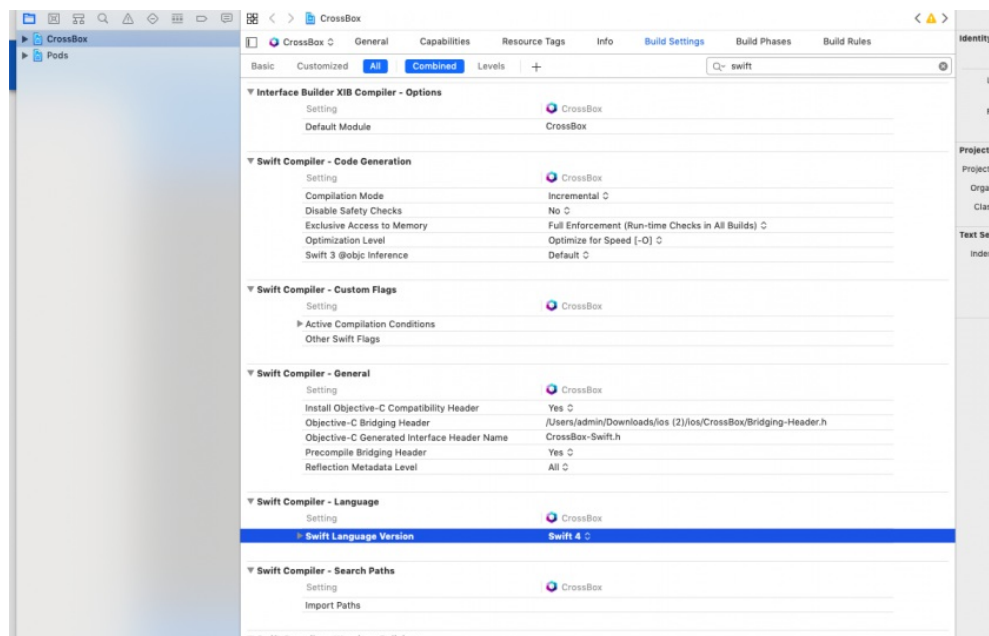 CrossBox
CrossBox General Capabilities Resource Tags Info Build Settings Build Phases Build Rules
Basic Customized All Combined Levels + swift
CrossBox
Pods
Interface Builder XIB Compiler - Options
Setting CrossBox
Default Module CrossBox
Swift Compiler - Code Generation
Setting CrossBox
Compilation Mode Incremental
Disable Safety Checks No
Exclusive Access to Memory Full Enforcement (Run-time Checks in All Builds)
Optimization Level Optimize for Speed [-O]
Swift 3 @objc Inference Default
Swift Compiler - Custom Flags
Setting CrossBox
Active Compilation Conditions
Other Swift Flags
Swift Compiler - General
Setting CrossBox
Install Objective-C Compatibility Header Yes
Objective-C Bridging Header /Users/admin/Downloads/ios (2)/ios/CrossBox/Bridging-Header.h
Objective-C Generated Interface Header Name CrossBox-Swift.h
Precompile Bridging Header Yes
Reflection Metadata Level All
Swift Compiler - Language
Setting CrossBox
Swift Language Version Swift 4
Swift Compiler - Search Paths
Setting CrossBox
Import Paths
Identity
Project
Project
Orga
Clas
Text Se
Inde